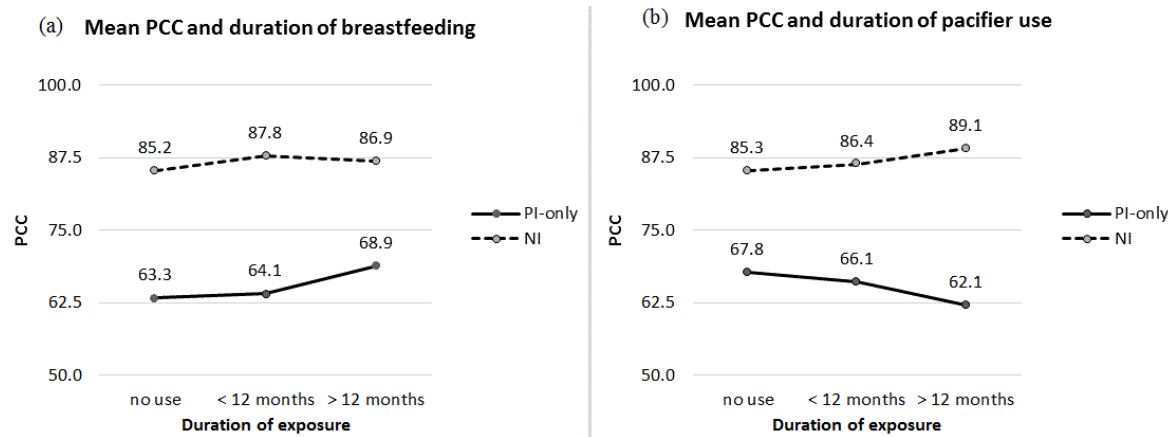 (a) Mean PCC and duration of breastfeeding
100.0
87.5
75.0
62.5
50.0
PCC
85.2
87.8
86.9
63.3
64.1
68.9
no use
< 12 months
> 12 months
Duration of exposure
PI-only
NI
(b) Mean PCC and duration of pacifier use
100.0
87.5
75.0
62.5
50.0
PCC
85.3
86.4
89.1
67.8
66.1
62.1
no use
< 12 months
> 12 months
Duration of exposure
PI-only
NI